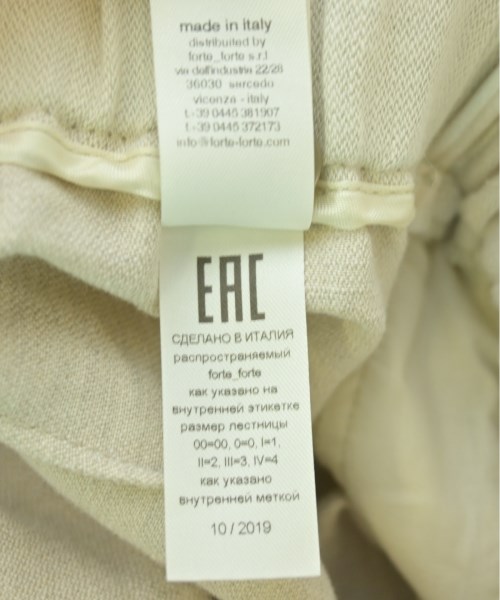 made in italy
distributed by
forte_forte s.r.l
via dell'industria 22/28
36030 sarcedo
vicenza - italy
t.+39 0445 381907
f.+39 0445 372173
info@forte-forte.com
EAC
СДЕЛАНО В ИТАЛИЯ
распространяемый
forte_forte
как указано на
внутренней этикетке
размер лестницы
00=00, 0=0, I=1,
II=2, III=3, IV=4
как указано
внутренней меткой
10 / 2019